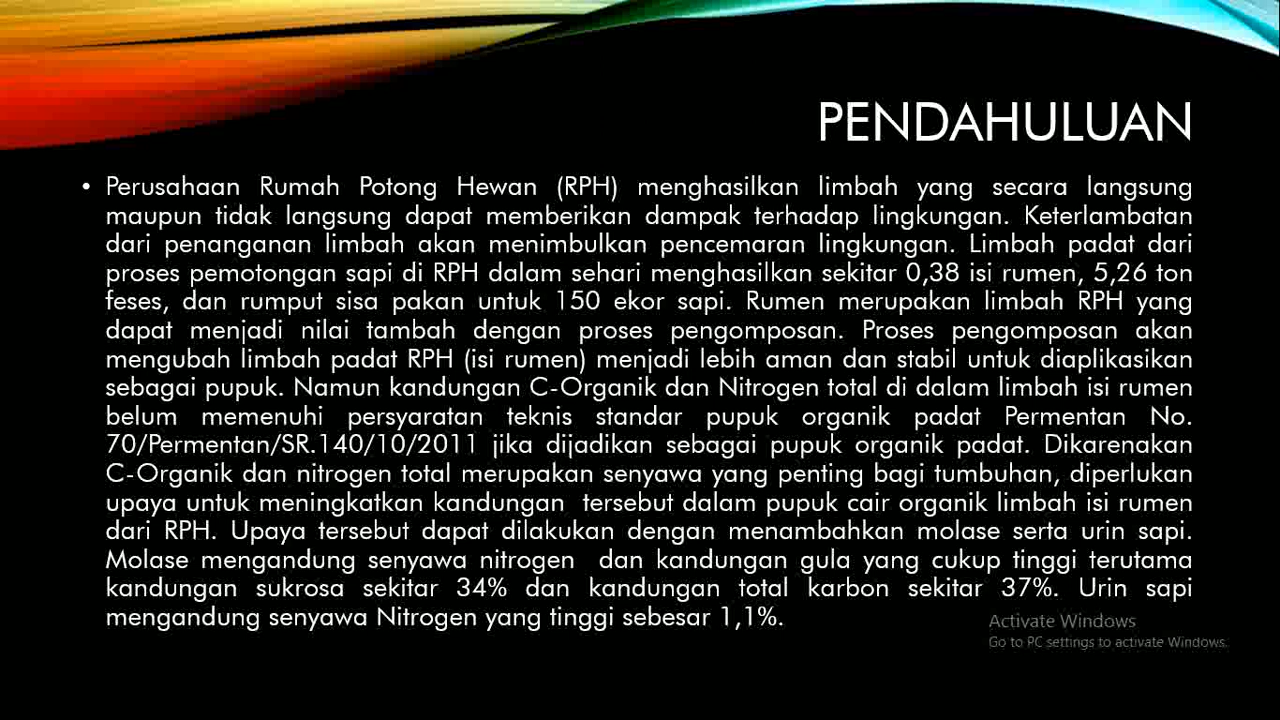 PENDAHULUAN
• Perusahaan Rumah Potong Hewan (RPH) menghasilkan limbah yang secara langsung
maupun tidak langsung dapat memberikan dampak terhadap lingkungan. Keterlambatan
dari penanganan limbah akan menimbulkan pencemaran lingkungan. Limbah padat dari
proses pemotongan sapi di RPH dalam sehari menghasilkan sekitar 0,38 isi rumen, 5,26 ton
feses, dan rumput sisa pakan untuk 150 ekor sapi. Rumen merupakan limbah RPH yang
dapat menjadi nilai tambah dengan proses pengomposan. Proses pengomposan akan
mengubah limbah padat RPH (isi rumen) menjadi lebih aman dan stabil untuk diaplikasikan
sebagai pupuk. Namun kandungan C-Organik dan Nitrogen total di dalam limbah isi rumen
belum memenuhi persyaratan teknis standar pupuk organik padat Permentan No.
70/Permentan/SR.140/10/2011 jika dijadikan sebagai pupuk organik padat. Dikarenakan
C-Organik dan nitrogen total merupakan senyawa yang penting bagi tumbuhan, diperlukan
upaya untuk meningkatkan kandungan  tersebut dalam pupuk cair organik limbah isi rumen
dari RPH. Upaya tersebut dapat dilakukan dengan menambahkan molase serta urin sapi.
Molase mengandung senyawa nitrogen  dan kandungan gula yang cukup tinggi terutama
kandungan sukrosa sekitar 34% dan kandungan total karbon sekitar 37%. Urin sapi
mengandung senyawa Nitrogen yang tinggi sebesar 1,1%.
Activate Windows
Go to PC settings to activate Windows.